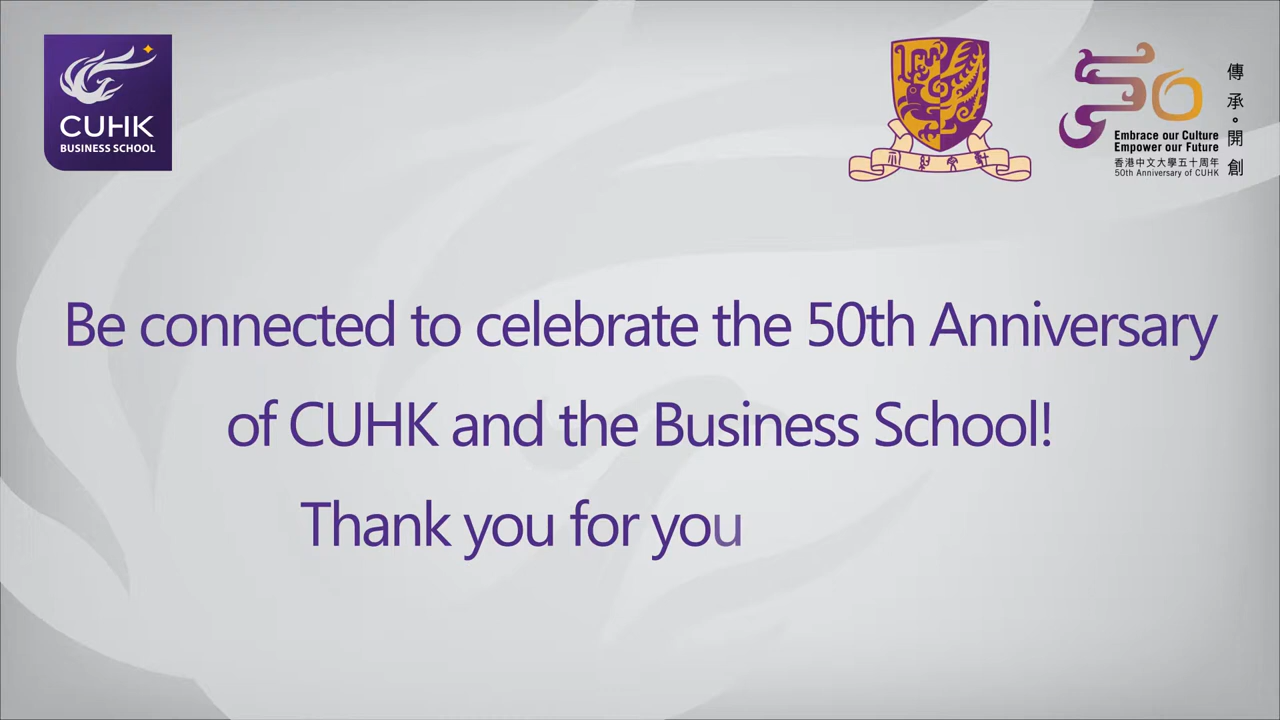 CUHK
BUSINESS SCHOOL
Embrace our Culture
Empower our Future
香港中文大學五十周年
50th Anniversary of CUHK
傳承。開創
Be connected to celebrate the 50th Anniversary
of CUHK and the Business School!
Thank you for you